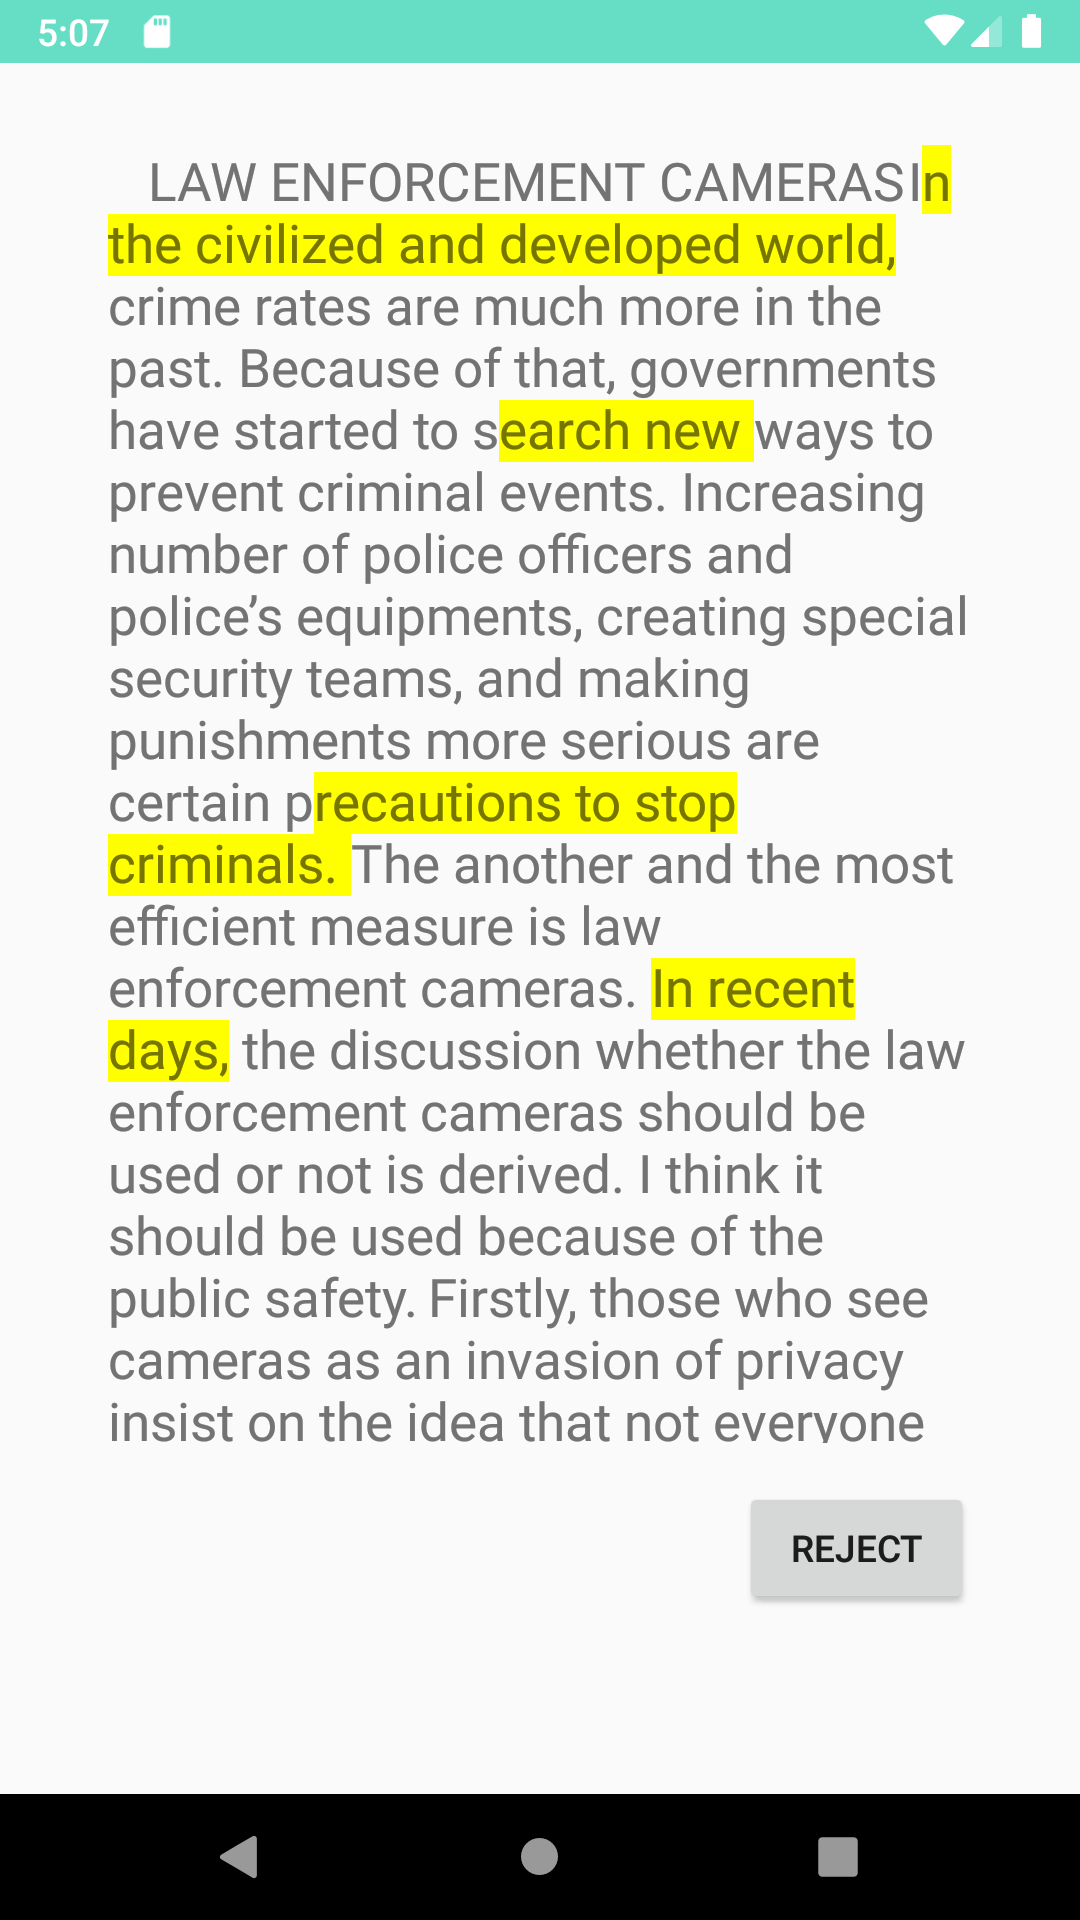 5:07
LAW ENFORCEMENT CAMERASIn
the civilized and developed world,
crime rates are much more in the
past. Because of that, governments
have started to search new ways to
prevent criminal events. Increasing
number of police officers and
police’s equipments, creating special
security teams, and making
punishments more serious are
certain precautions to stop
criminals. The another and the most
efficient measure is law
enforcement cameras. In recent
days, the discussion whether the law
enforcement cameras should be
used or not is derived. I think it
should be used because of the
public safety. Firstly, those who see
cameras as an invasion of privacy
insist on the idea that not everyone
REJECT